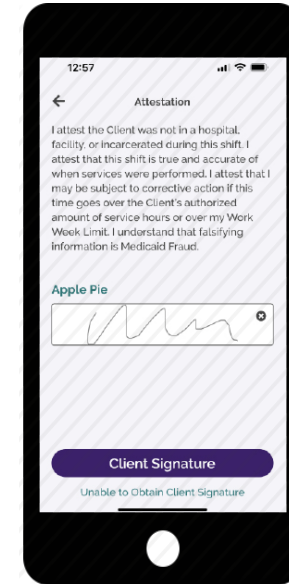 12:57
Attestation
I attest the Client was not in a hospital,
facility, or incarcerated during this shift. I
attest that this shift is true and accurate of
when services were performed. I attest that I
may be subject to corrective action if this
time goes over the Client's authorized
amount of service hours or over my Work
Week Limit. I understand that falsifying
information is Medicaid Fraud.
Apple Pie
Client Signature
Unable to Obtain Client Signature